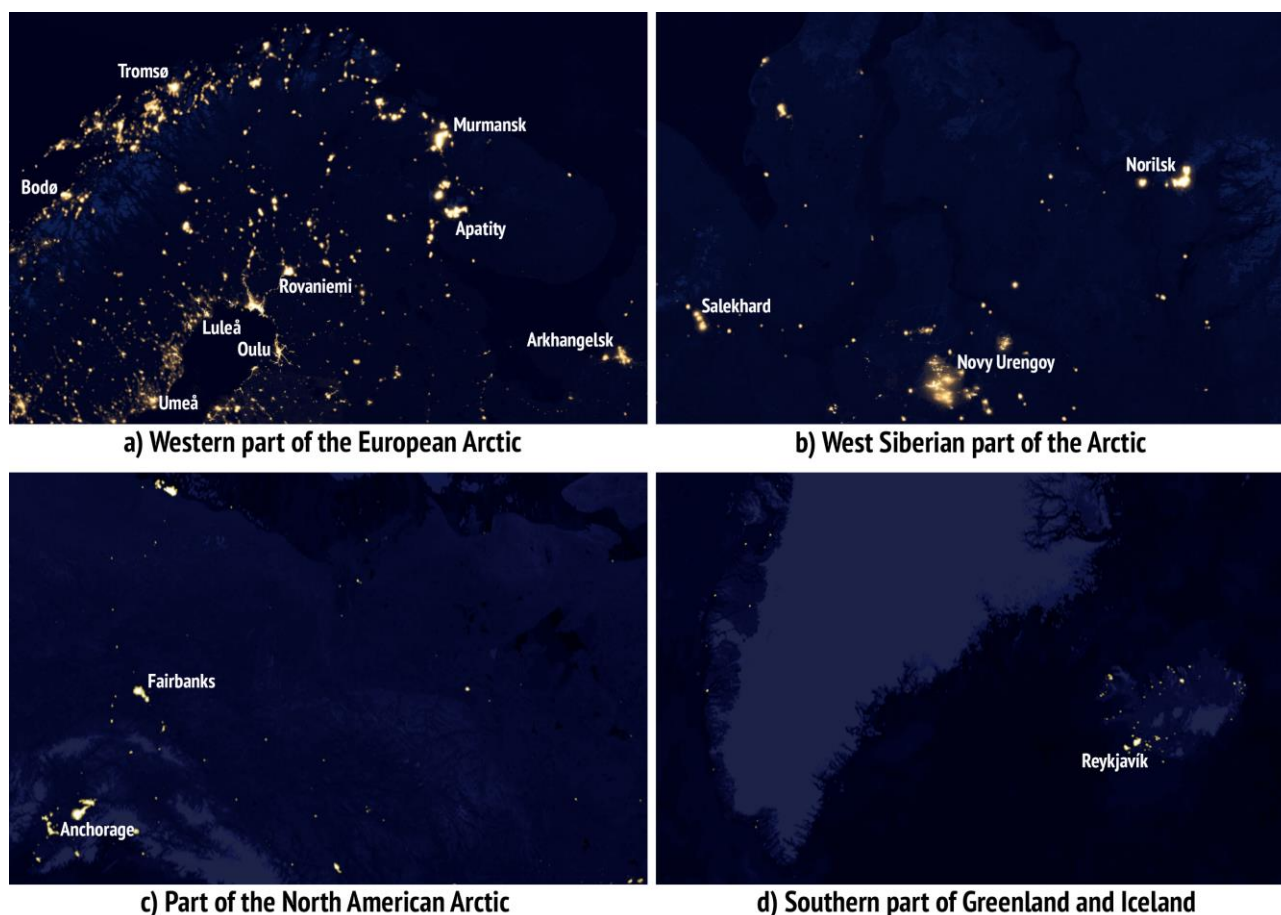 Tromsø
Murmansk
Bodø
Apatity
Rovaniemi
Luleå
Oulu
Arkhangelsk
Umeå
a) Western part of the European Arctic
Norilsk
Salekhard
Novy Urengoy
b) West Siberian part of the Arctic
Fairbanks
Anchorage
c) Part of the North American Arctic
Reykjavík
d) Southern part of Greenland and Iceland